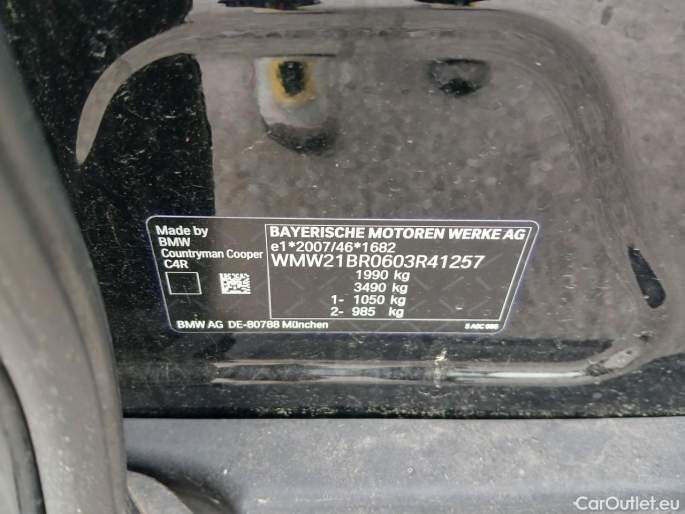 Made by
BMW
Countryman Cooper
C4R
BMW AG DE-80788 München
BAYERISCHE MOTOREN WERKE AG
e1*2007/46*1682
WMW21BR0603R41257
1990 kg
3490 kg
1- 1050 kg
2- 985 kg
CarOutlet.eu